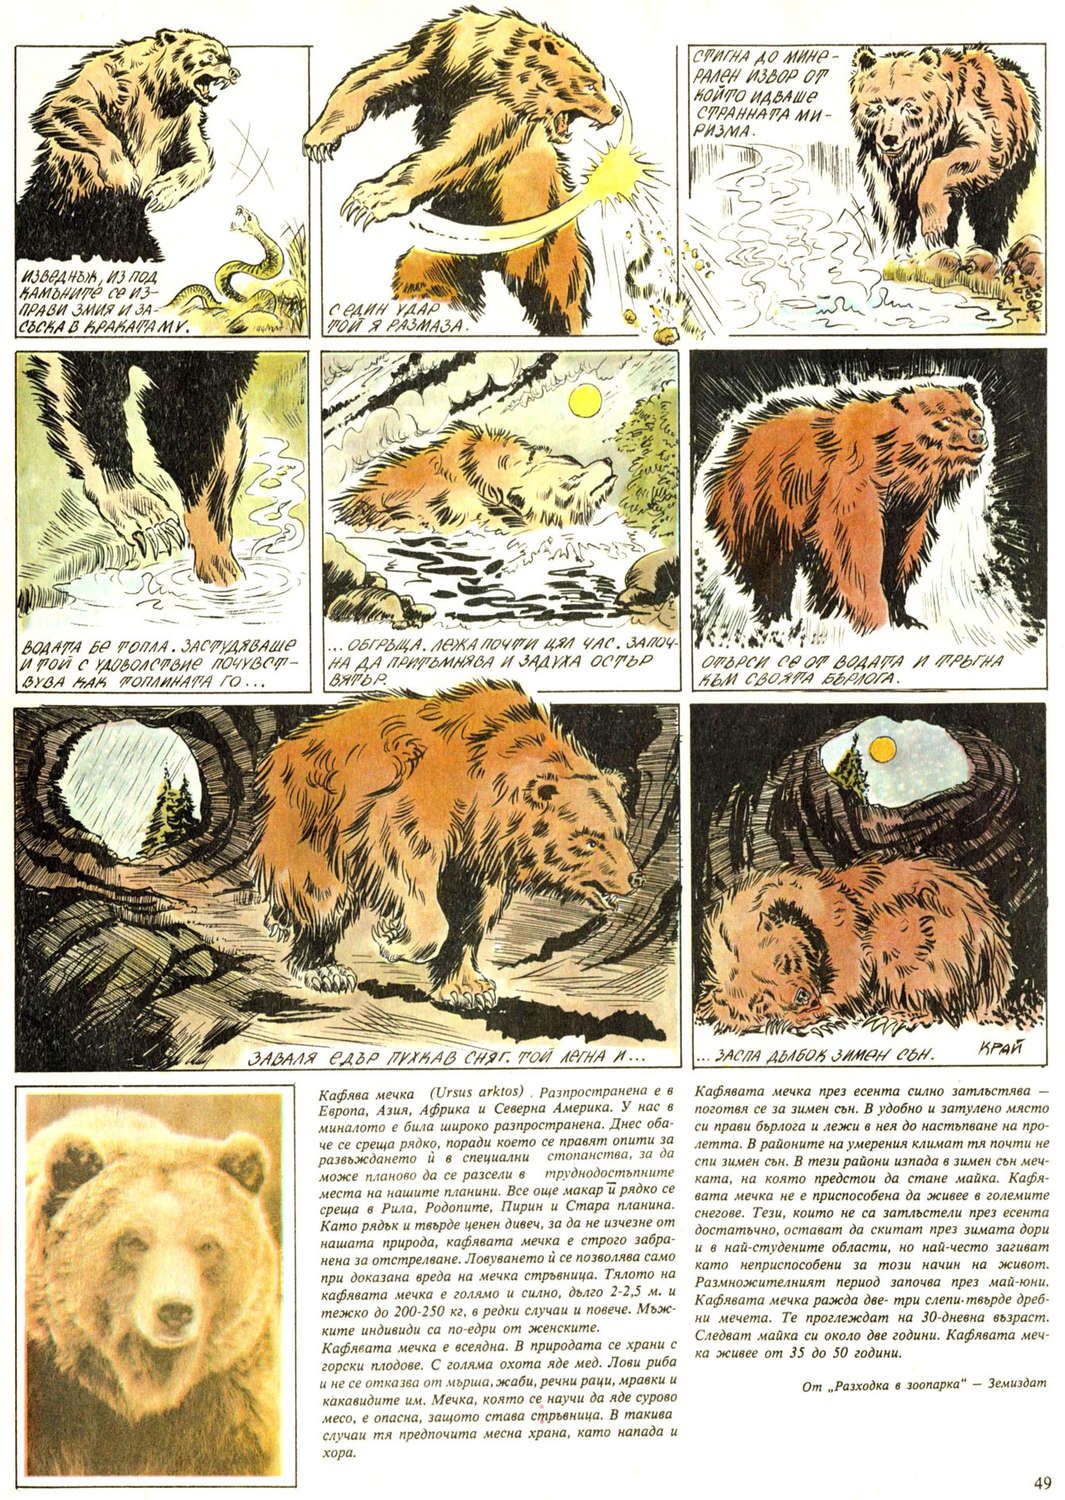 ИЗВЕДНЪЖ, ИЗ ПОД
КАМЪНИТЕ СЕ ИЗ-
ПРАВИ ЗМИЯ И ЗА-
СЪСКА В КРАКАТА МУ.
С ЕДИН УДАР
ТОЙ Я РАЗМАЗА.
СТИГНА ДО МИНЕ-
РАЛЕН ИЗВОР ОТ
КОЙТО ИДВАШЕ
СТРАННАТА МИ-
РИЗМА.
ВОДАТА БЕ ТОПЛА. ЗАСТУДЯВАШЕ
И ТОЙ С УДОВОЛСТВИЕ ПОЧУВСТ-
ВУВА КАК ТОПЛИНАТА ГО...
... ОБГРЪЩА. ЛЕЖА ПОЧТИ ЦЯЛ ЧАС. ЗАПОЧ-
НА ДА ПРИТЪМНЯВА И ЗАДУХА ОСТЪР
ВЯТЪР.
ОТЪРСИ СЕ ОТ ВОДАТА И ТРЪГНА
КЪМ СВОЯТА БЪРЛОГА.
ЗАВАЛЯ ЕДЪР ПУХКАВ СНЯГ. ТОЙ ЛЕГНА И...
... ЗАСПА ДЪЛБОК ЗИМЕН СЪН.
КРАЙ
Кафява мечка (Ursus arktos). Разпространена е в
Европа, Азия, Африка и Северна Америка. У нас в
миналото е била широко разпространена. Днес оба-
че се среща рядко, поради което се правят опити за
развъждането ѝ в специални стопанства, за да
може планово да се разсели в труднодостъпните
места на нашите планини. Все още макар и рядко се
среща в Рила, Родопите, Пирин и Стара планина.
Като рядък и твърде ценен дивеч, за да не изчезне от
нашата природа, кафявата мечка е строго забра-
нена за отстрелване. Ловуването ѝ се позволява само
при доказана вреда на мечка стръвница. Тялото на
кафявата мечка е голямо и силно, дълго 2-2,5 м. и
тежко до 200-250 кг, в редки случаи и повече. Мъж-
ките индивиди са по-едри от женските.
Кафявата мечка е всеядна. В природата се храни с
горски плодове. С голяма охота яде мед. Лови риба
и не се отказва от мърша, жаби, речни раци, мравки и
какавидите им. Мечка, която се научи да яде сурово
месо, е опасна, защото става стръвница. В такива
случаи тя предпочита месна храна, като напада и
хора.
Кафявата мечка през есента силно затлъстява —
поготвя се за зимен сън. В удобно и затулено място
си прави бърлога и лежи в нея до настъпване на про-
летта. В районите на умерения климат тя почти не
спи зимен сън. В тези райони изпада в зимен сън меч-
ката, на която предстои да стане майка. Кафя-
вата мечка не е приспособена да живее в големите
снегове. Тези, които не са затлъстели през есента
достатъчно, остават да скитат през зимата дори
и в най-студените области, но най-често загиват
като неприспособени за този начин на живот.
Размножителният период започва през май-юни.
Кафявата мечка ражда две- три слепи-твърде дреб-
ни мечета. Те проглеждат на 30-дневна възраст.
Следват майка си около две години. Кафявата меч-
ка живее от 35 до 50 години.
От „Разходка в зоопарка“ — Земиздат
49